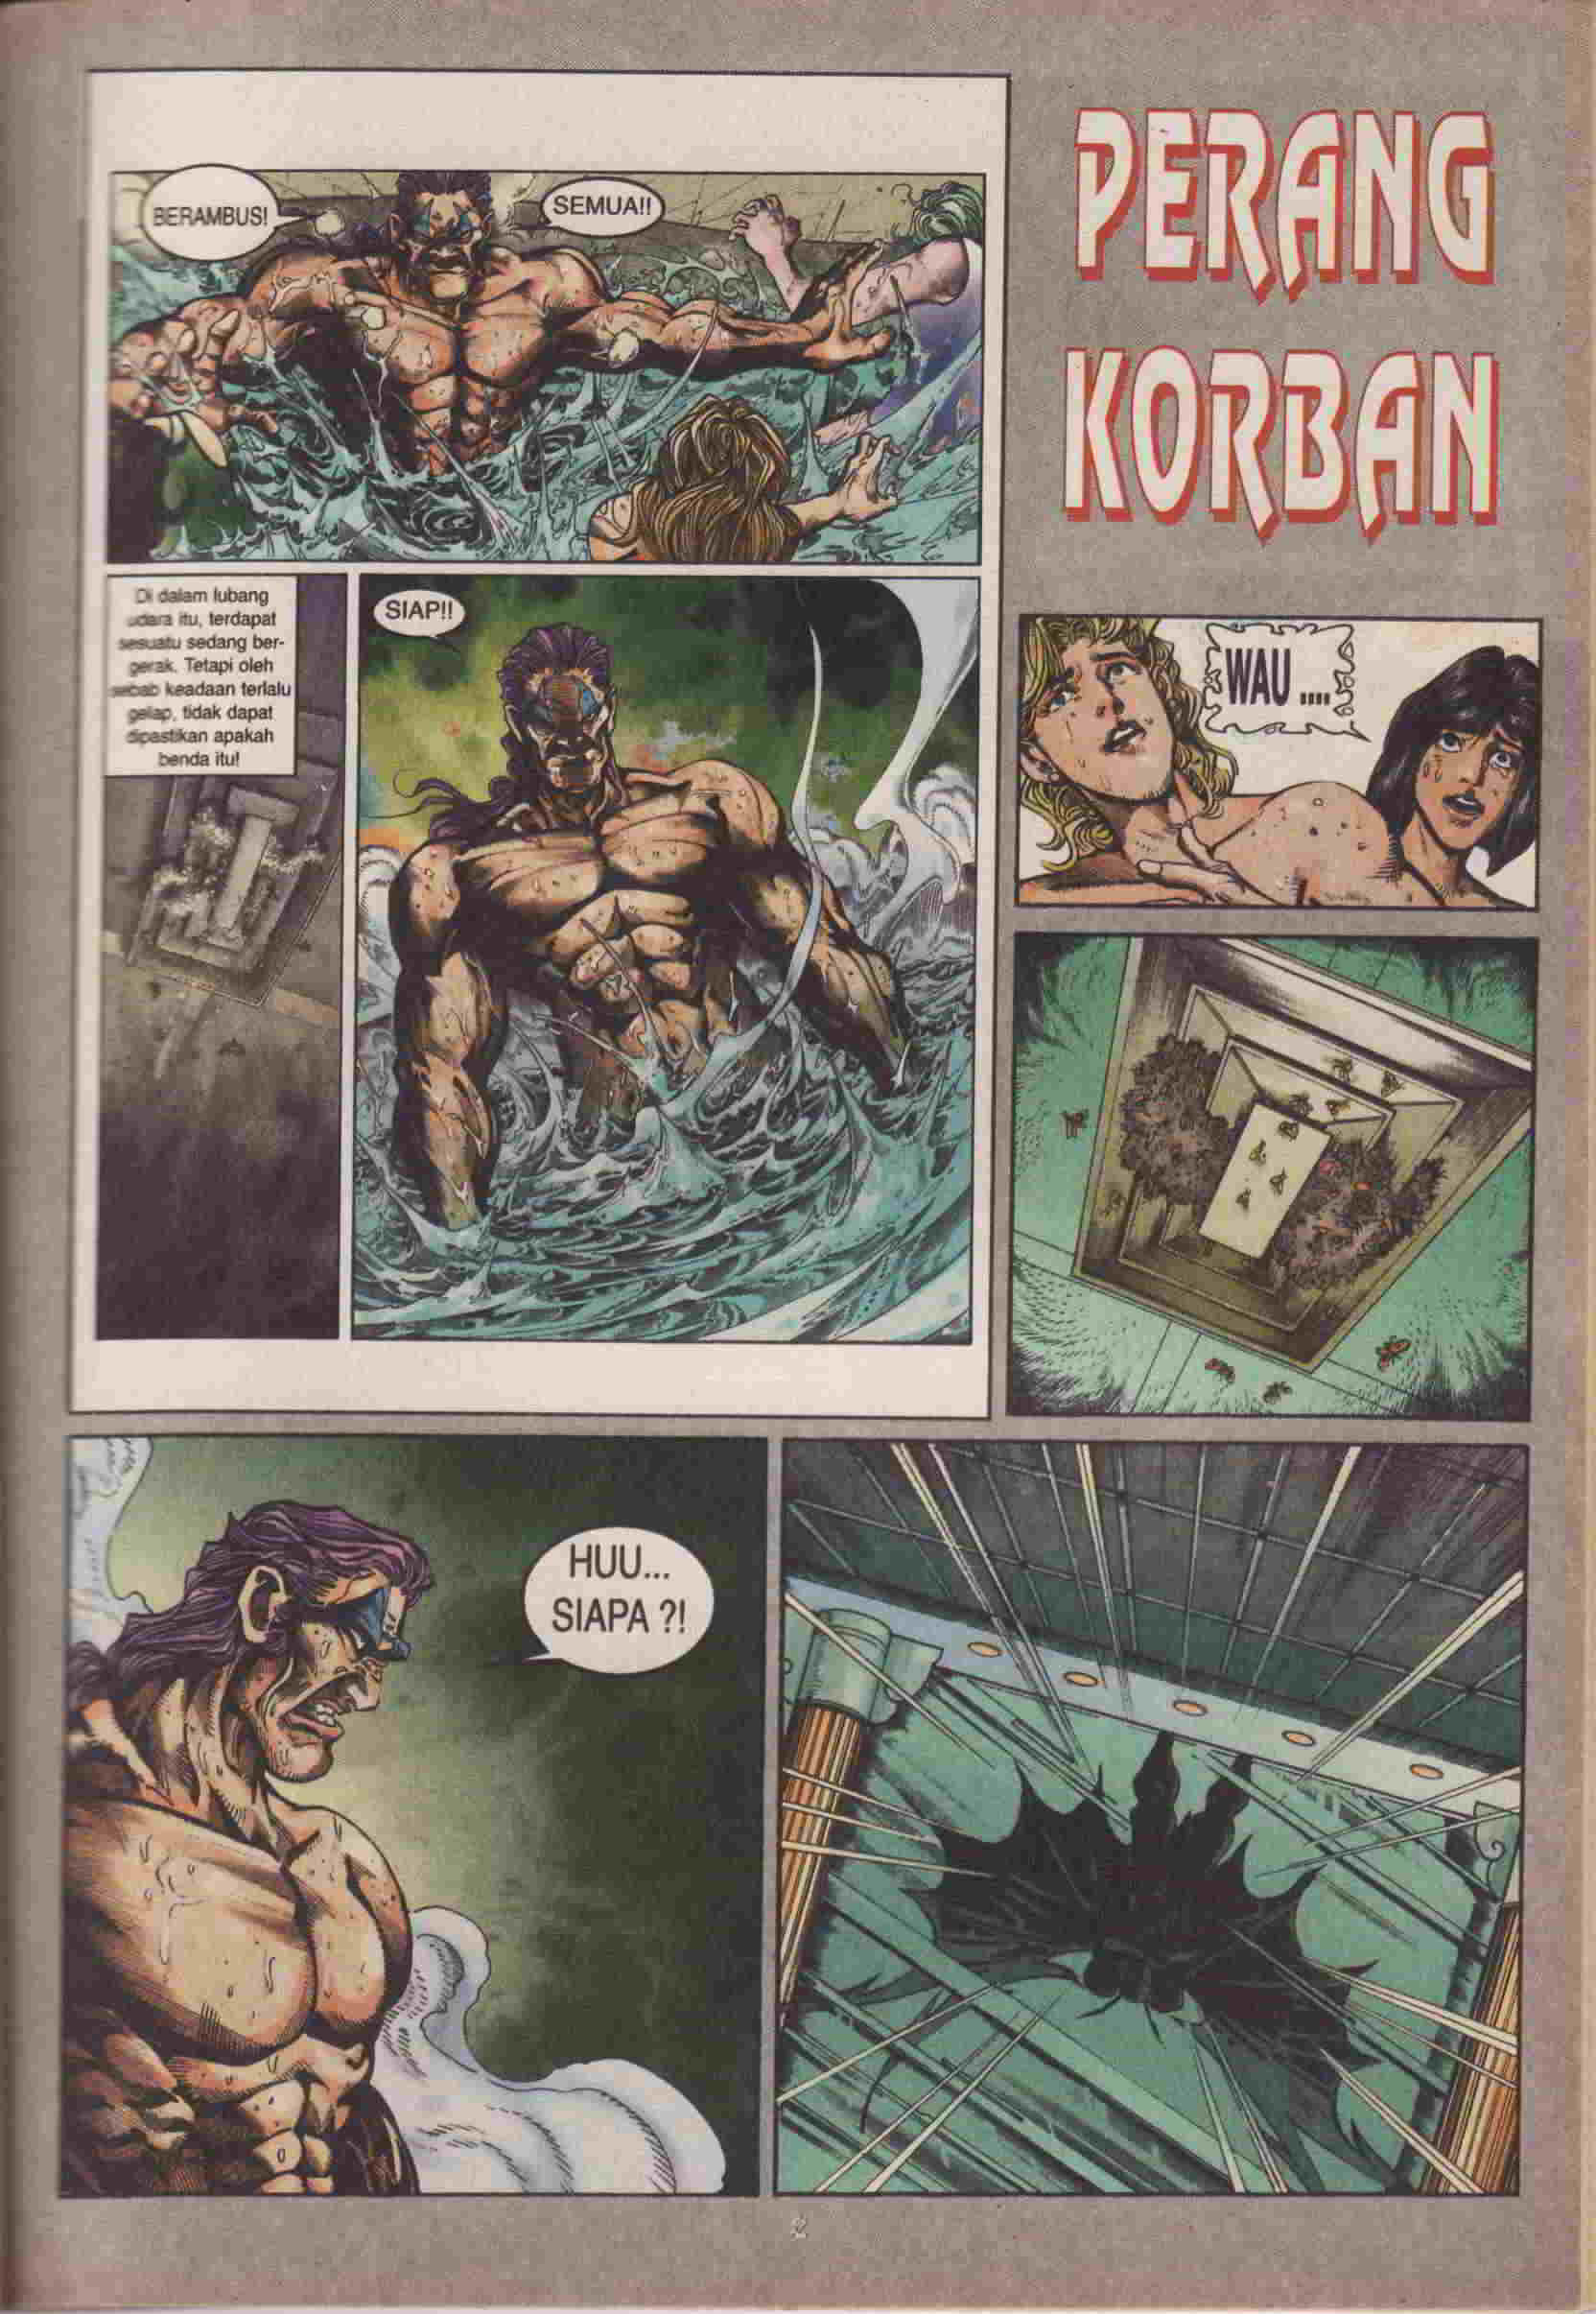 PERANG
KORBAN
BERAMBUS!
SEMUA!!
Di dalam lubang
udara itu, terdapat
sesuatu sedang ber-
gerak. Tetapi oleh
sebab keadaan terlalu
gelap, tidak dapat
dipastikan apakah
benda itu!
SIAP!!
WAU ....
HUU...
SIAPA ?!
2